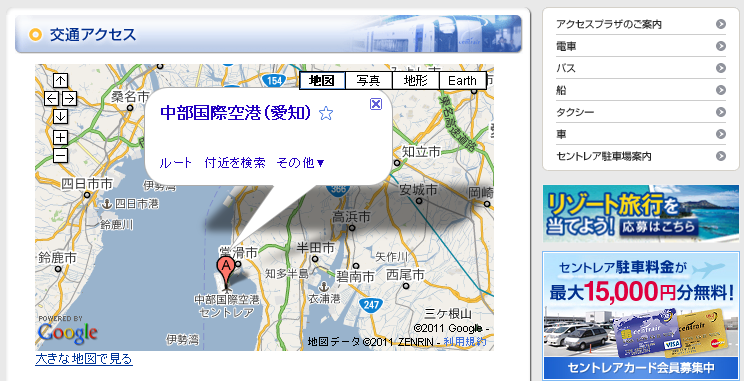 交通アクセス
地図 写真 地形 Earth
154
桑名市
中部国際空港(愛知) ☆
ルート 付近を検索 その他▼
知立市
四日市市
伊勢湾
四日市港
安城市
岡崎市
366
鈴鹿川
高浜市
鈴鹿市
常滑市
半田市
矢作川
知多半島
碧南市
西尾市
A
中部国際空港
セントレア
衣浦港
247
三ケ根山
伊勢湾
POWERED BY
Google
©2011 Google -
地図データ ©2011 ZENRIN - 利用規約
大きな地図で見る
アクセスプラザのご案内
電車
バス
船
タクシー
車
セントレア駐車場案内
リゾート旅行を
当てよう! 応募はこちら
セントレア駐車料金が
最大15,000円分無料!
centrair
VISA
centrair
セントレアカード会員募集中